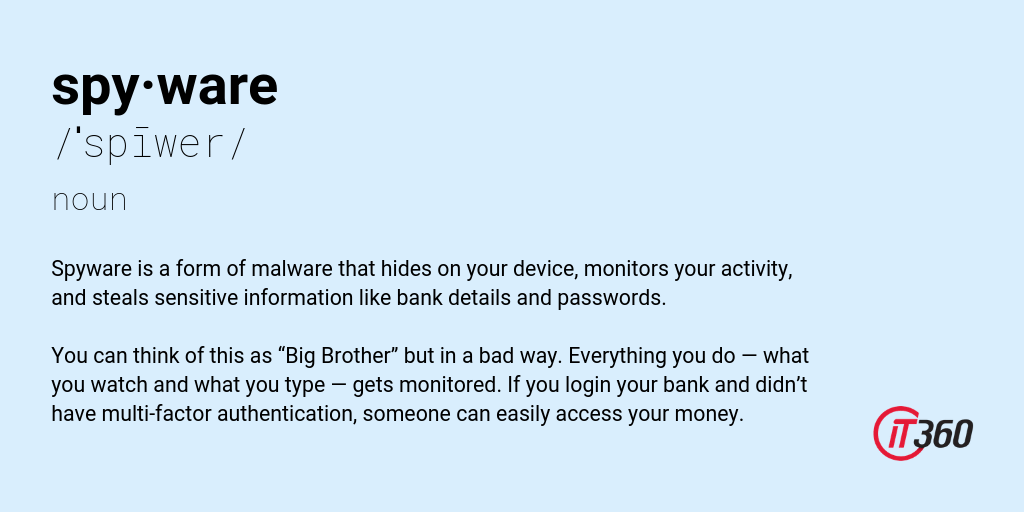 spy·ware
/ˈspīwer/
noun
Spyware is a form of malware that hides on your device, monitors your activity,
and steals sensitive information like bank details and passwords.
You can think of this as “Big Brother” but in a bad way. Everything you do — what
you watch and what you type — gets monitored. If you login your bank and didn’t
have multi-factor authentication, someone can easily access your money.
iT360